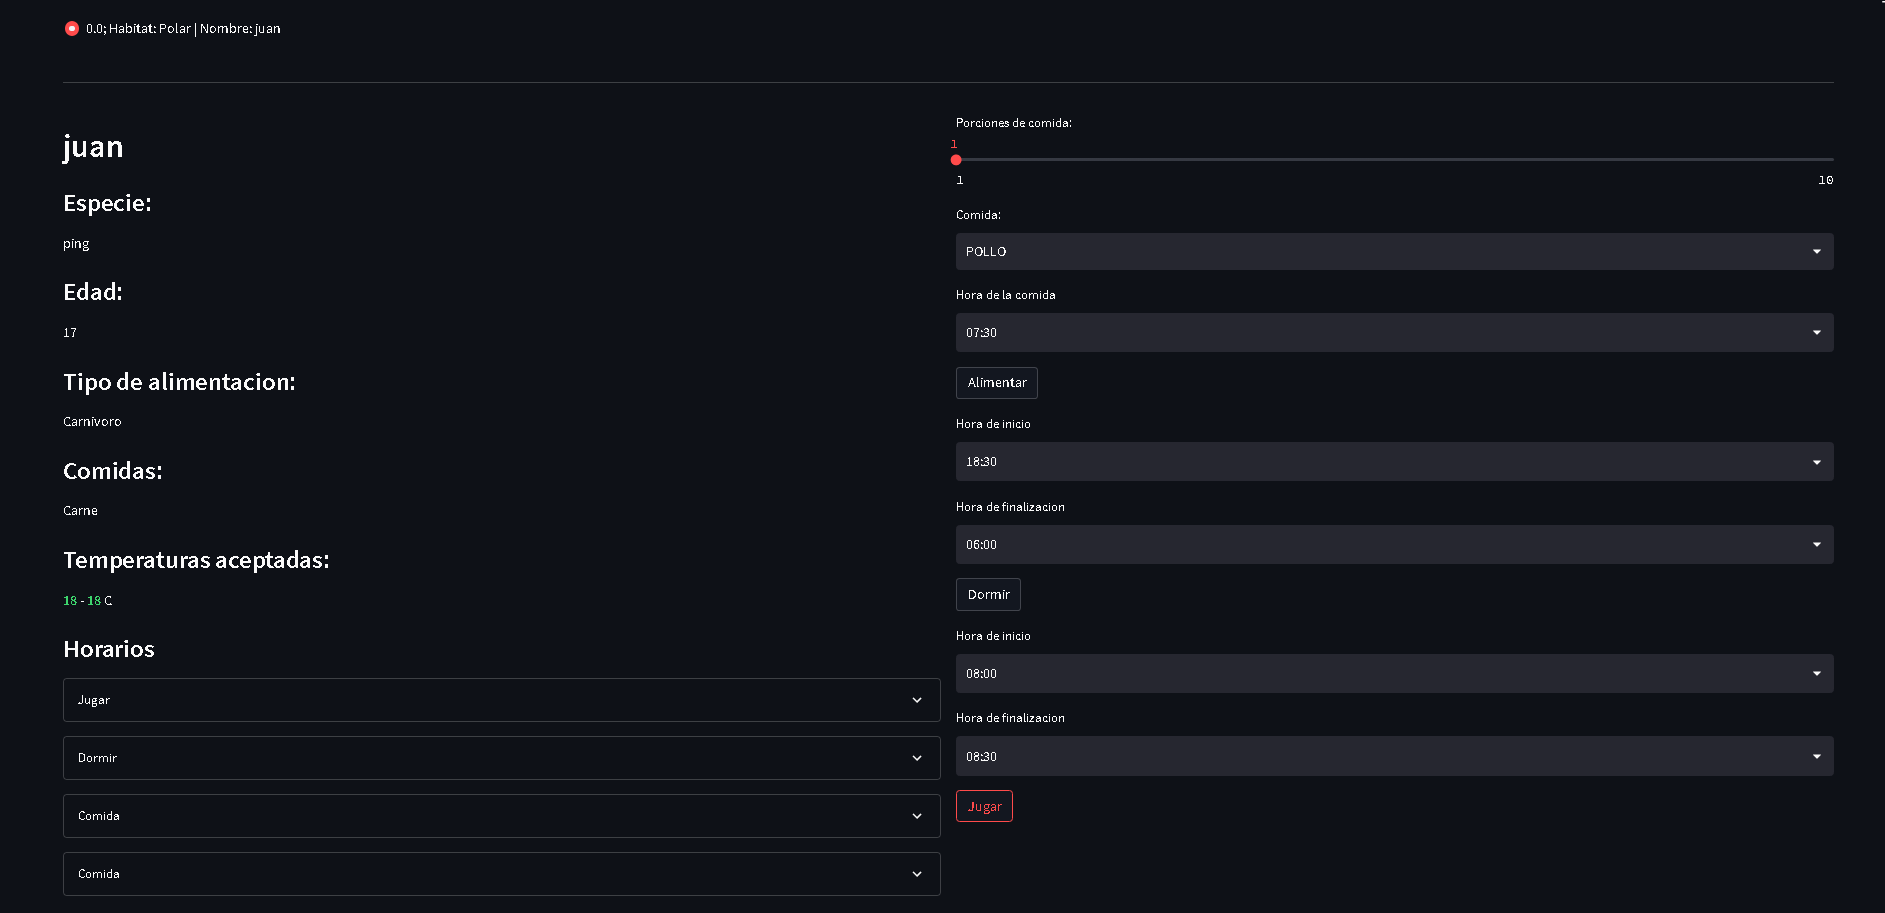 0.0; Habitat: Polar | Nombre: juan
juan
Especie:
ping
Edad:
17
Tipo de alimentacion:
Carnivoro
Comidas:
Carne
Temperaturas aceptadas:
18 - 18 C
Horarios
Jugar
Dormir
Comida
Comida
Porciones de comida:
1
1 10
Comida:
POLLO
Hora de la comida
07:30
Alimentar
Hora de inicio
18:30
Hora de finalizacion
06:00
Dormir
Hora de inicio
08:00
Hora de finalizacion
08:30
Jugar